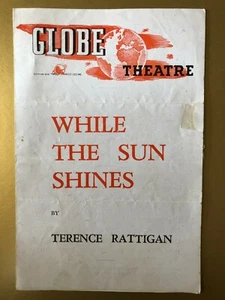 GLOBE
THEATRE
WHILE
THE SUN
SHINES
BY
TERENCE RATTIGAN